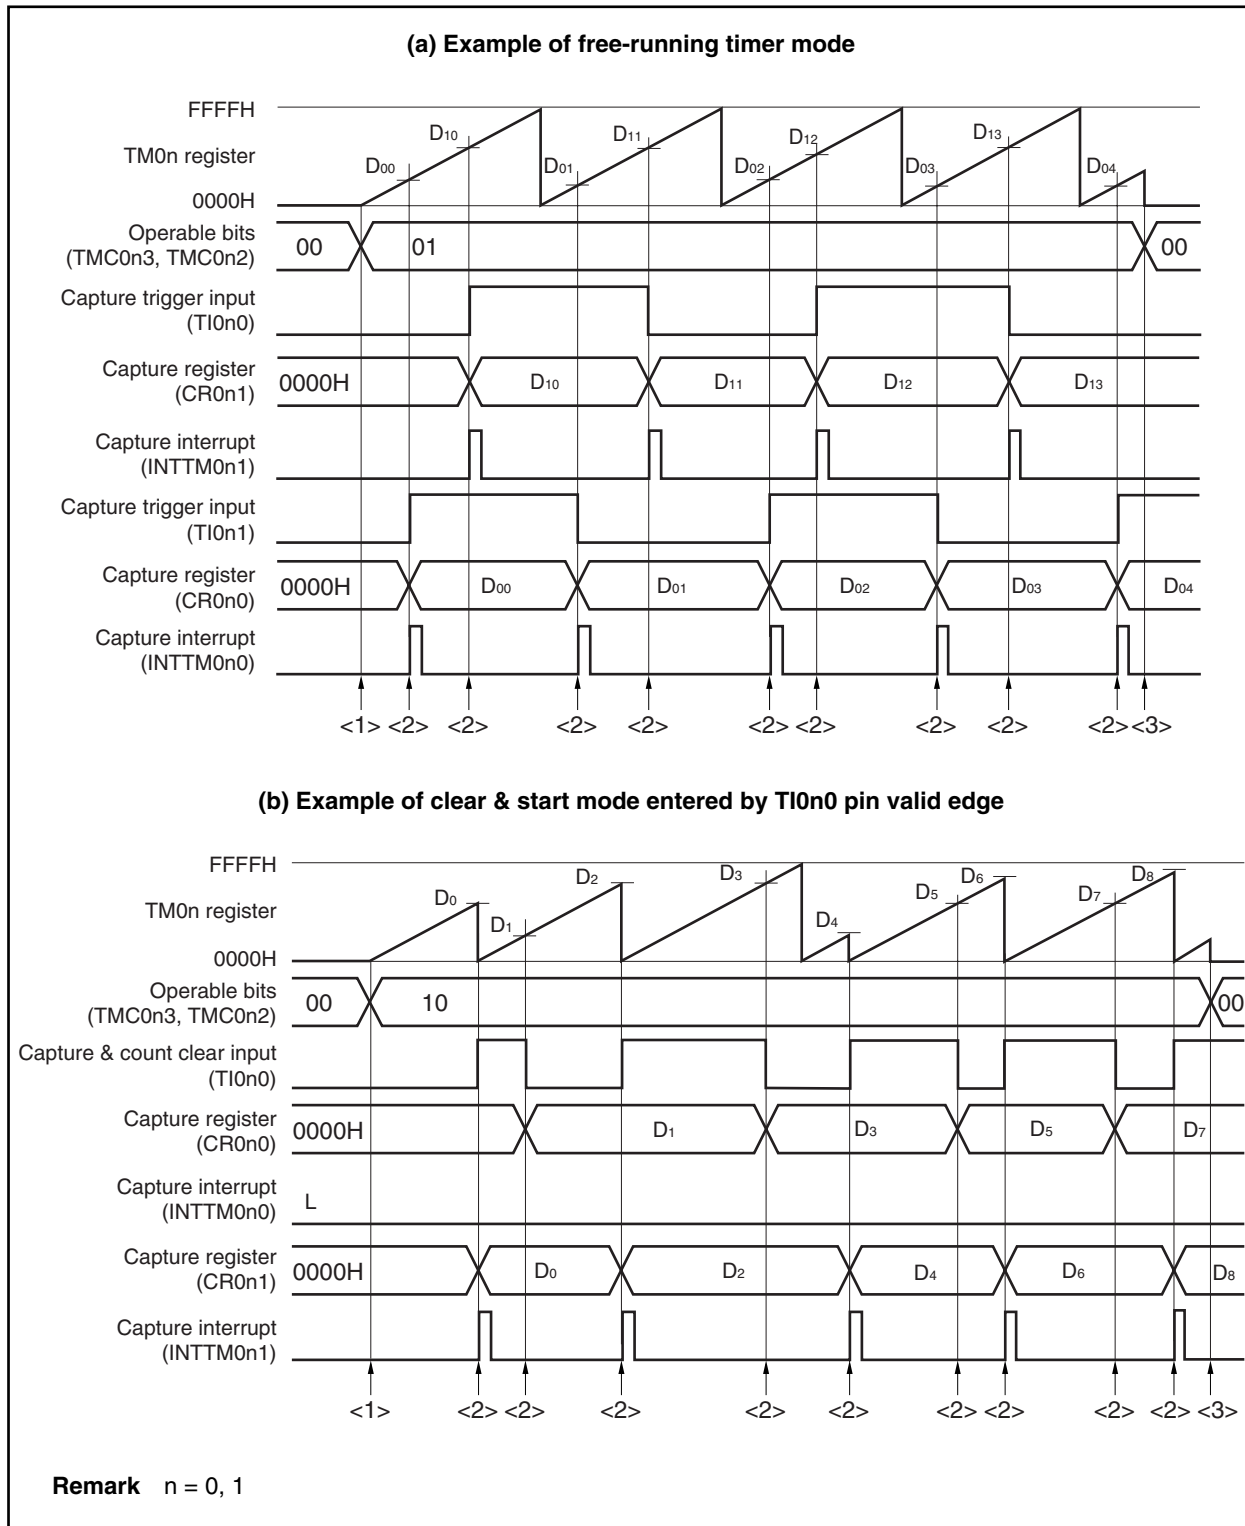 (a) Example of free-running timer mode
FFFFH
TM0n register
0000H
D10
D11
D12
D13
D00
D01
D02
D03
D04
Operable bits
(TMC0n3, TMC0n2)
00
01
00
Capture trigger input
(TI0n0)
Capture register
(CR0n1)
0000H
D10
D11
D12
D13
Capture interrupt
(INTTM0n1)
Capture trigger input
(TI0n1)
Capture register
(CR0n0)
0000H
D00
D01
D02
D03
D04
Capture interrupt
(INTTM0n0)
<1> <2> <2> <2> <2> <2> <2> <2> <2> <2> <3>
(b) Example of clear & start mode entered by TI0n0 pin valid edge
FFFFH
TM0n register
0000H
D0
D1
D2
D3
D4
D5
D6
D7
D8
Operable bits
(TMC0n3, TMC0n2)
00
10
00
Capture & count clear input
(TI0n0)
Capture register
(CR0n0)
0000H
D1
D3
D5
D7
Capture interrupt
(INTTM0n0)
L
Capture register
(CR0n1)
0000H
D0
D2
D4
D6
D8
Capture interrupt
(INTTM0n1)
<1> <2> <2> <2> <2> <2> <2> <2> <2> <2> <3>
Remark n = 0, 1